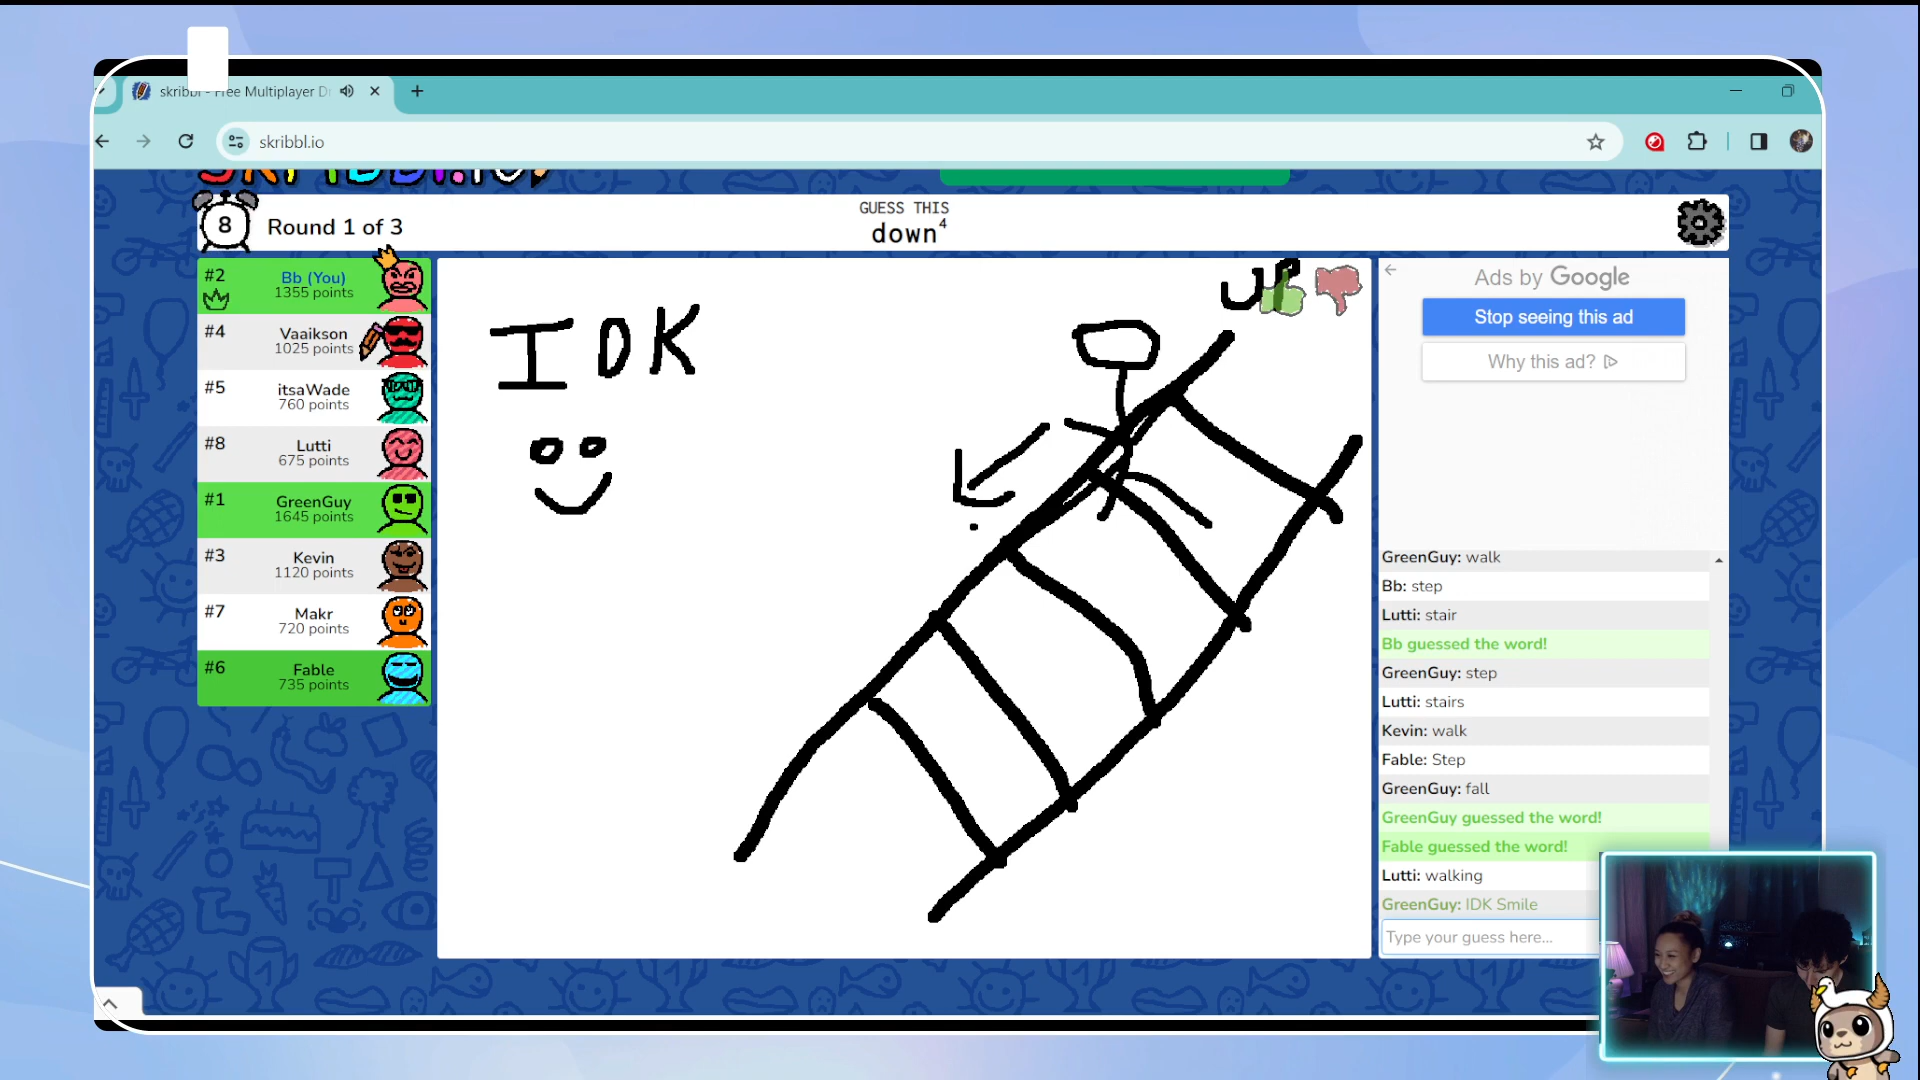 skribbl - Free Multiplayer D
skribbl.io
8
Round 1 of 3
GUESS THIS
down4
#2
Bb (You)
1355 points
#4
Vaaikson
1025 points
#5
itsaWade
760 points
#8
Lutti
675 points
#1
GreenGuy
1645 points
#3
Kevin
1120 points
#7
Makr
720 points
#6
Fable
735 points
IDK
UP
Ads by Google
Stop seeing this ad
Why this ad?
GreenGuy: walk
Bb: step
Lutti: stair
Bb guessed the word!
GreenGuy: step
Lutti: stairs
Kevin: walk
Fable: Step
GreenGuy: fall
GreenGuy guessed the word!
Fable guessed the word!
Lutti: walking
GreenGuy: IDK Smile
Type your guess here...